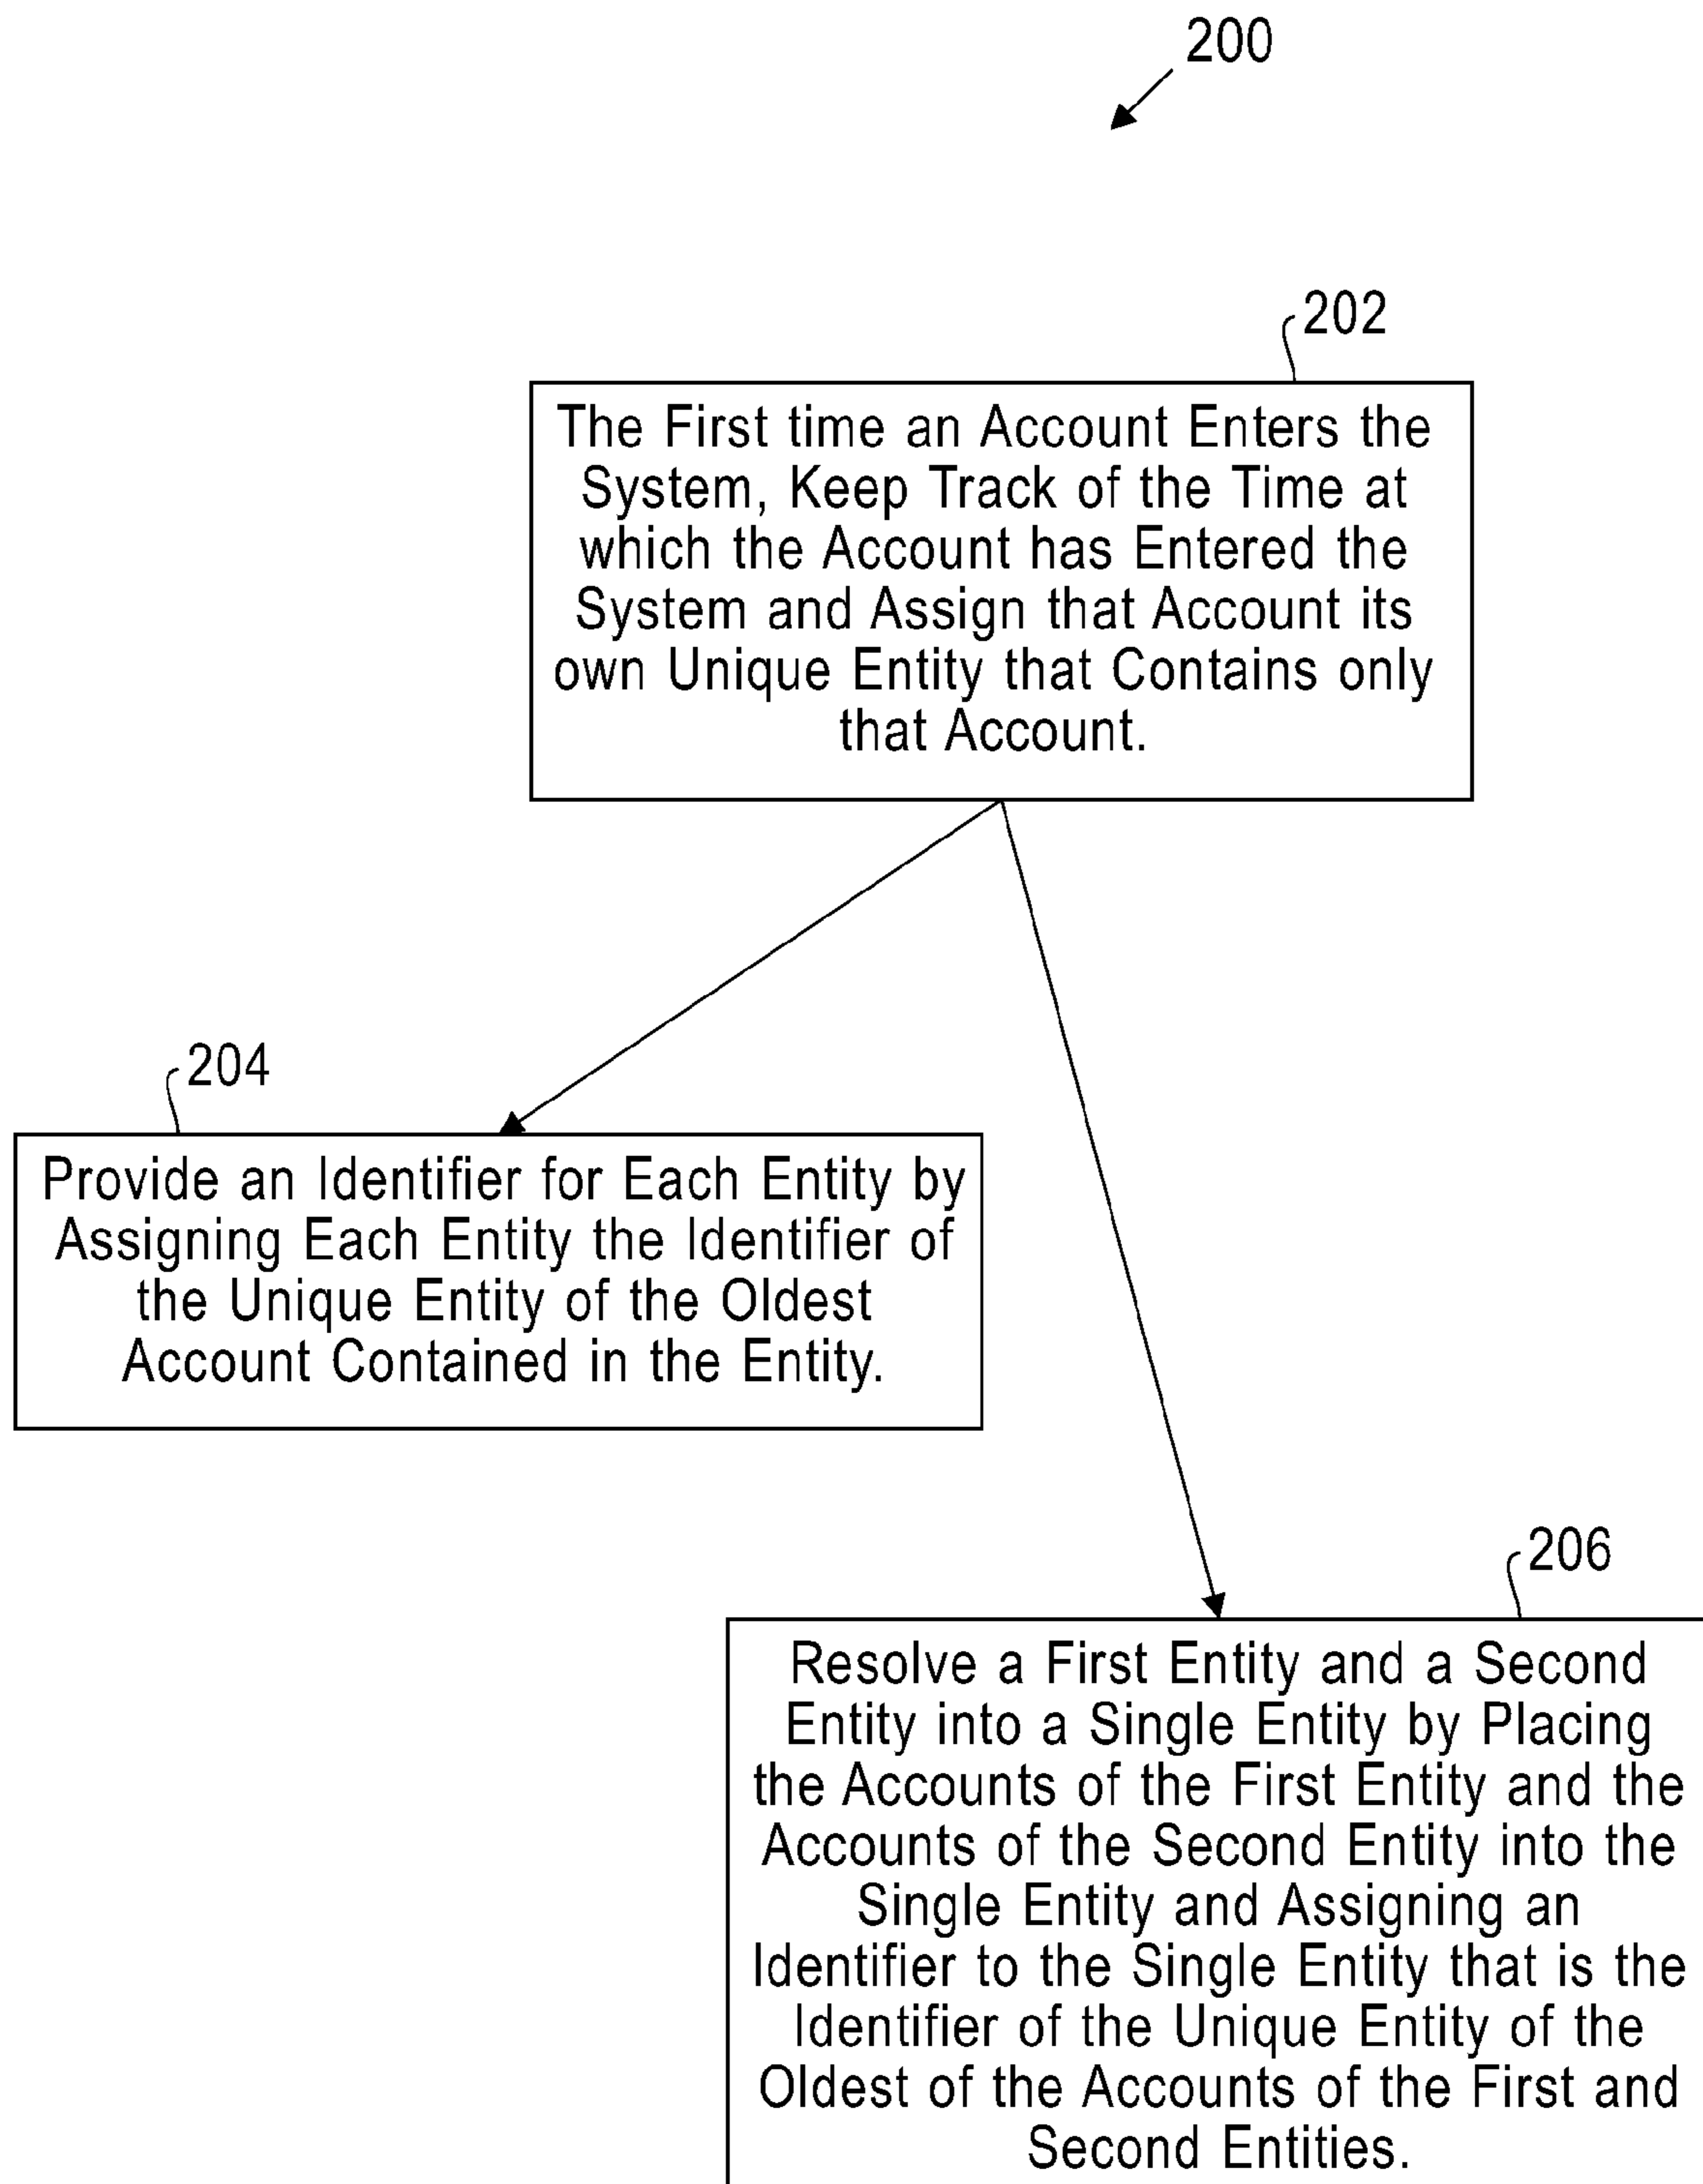 200
202
The First time an Account Enters the
System, Keep Track of the Time at
which the Account has Entered the
System and Assign that Account its
own Unique Entity that Contains only
that Account.
204
Provide an Identifier for Each Entity by
Assigning Each Entity the Identifier of
the Unique Entity of the Oldest
Account Contained in the Entity.
206
Resolve a First Entity and a Second
Entity into a Single Entity by Placing
the Accounts of the First Entity and the
Accounts of the Second Entity into the
Single Entity and Assigning an
Identifier to the Single Entity that is the
Identifier of the Unique Entity of the
Oldest of the Accounts of the First and
Second Entities.